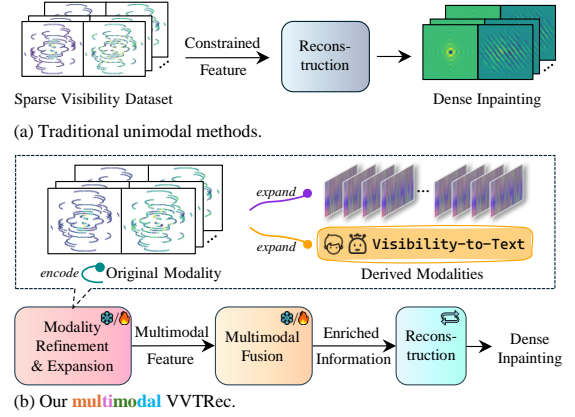 Constrained
Feature
Recons-
truction
Sparse Visibility Dataset
Dense Inpainting
(a) Traditional unimodal methods.
expand
expand
Visibility-to-Text
encode
Original Modality
Derived Modalities
Modality
Refinement
& Expansion
Multimodal
Feature
Multimodal
Fusion
Enriched
Information
Recons-
truction
Dense
Inpainting
(b) Our multimodal VVTRec.